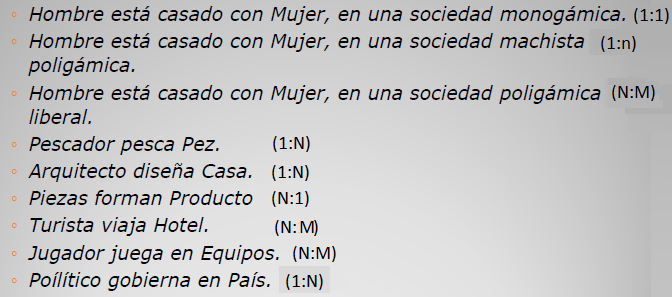 Hombre está casado con Mujer, en una sociedad monogámica. (1:1)
Hombre está casado con Mujer, en una sociedad machista (1:n)
poligámica.
Hombre está casado con Mujer, en una sociedad poligámica (N:M)
liberal.
Pescador pesca Pez. (1:N)
Arquitecto diseña Casa. (1:N)
Piezas forman Producto (N:1)
Turista viaja Hotel. (N:M)
Jugador juega en Equipos. (N:M)
Poílítico gobierna en País. (1:N)